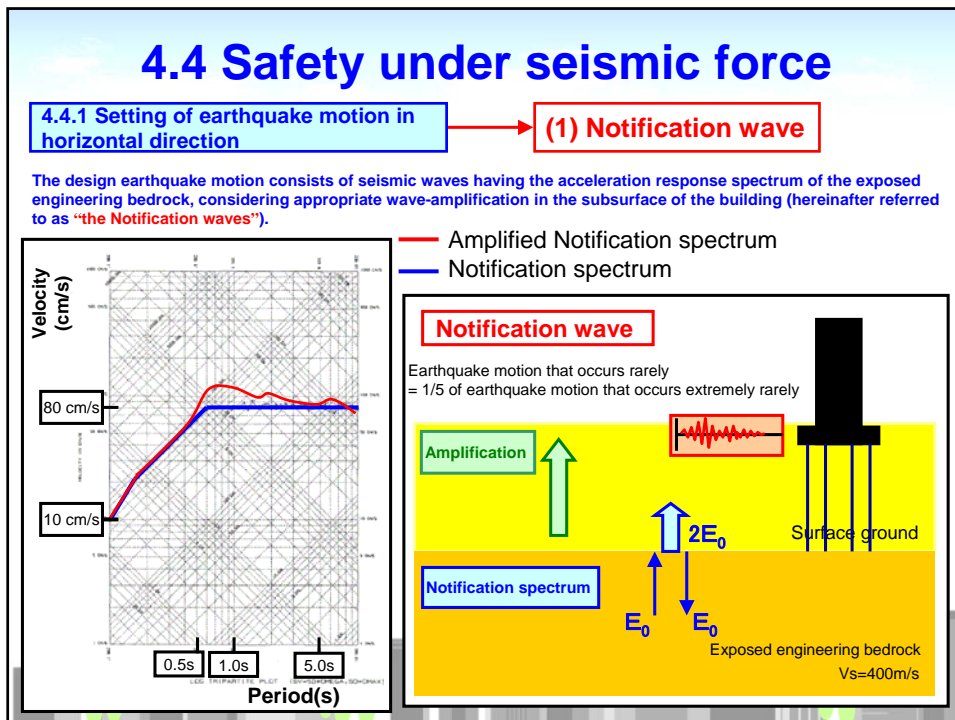 4.4 Safety under seismic force
4.4.1 Setting of earthquake motion in
horizontal direction
(1) Notification wave
The design earthquake motion consists of seismic waves having the acceleration response spectrum of the exposed
engineering bedrock, considering appropriate wave-amplification in the subsurface of the building (hereinafter referred
to as “the Notification waves”).
Amplified Notification spectrum
Notification spectrum
Velocity
(cm/s)
80 cm/s
10 cm/s
0.5s
1.0s
5.0s
Period(s)
Notification wave
Earthquake motion that occurs rarely
= 1/5 of earthquake motion that occurs extremely rarely
Amplification
2E₀
Surface ground
Notification spectrum
E₀
E₀
Exposed engineering bedrock
Vs=400m/s